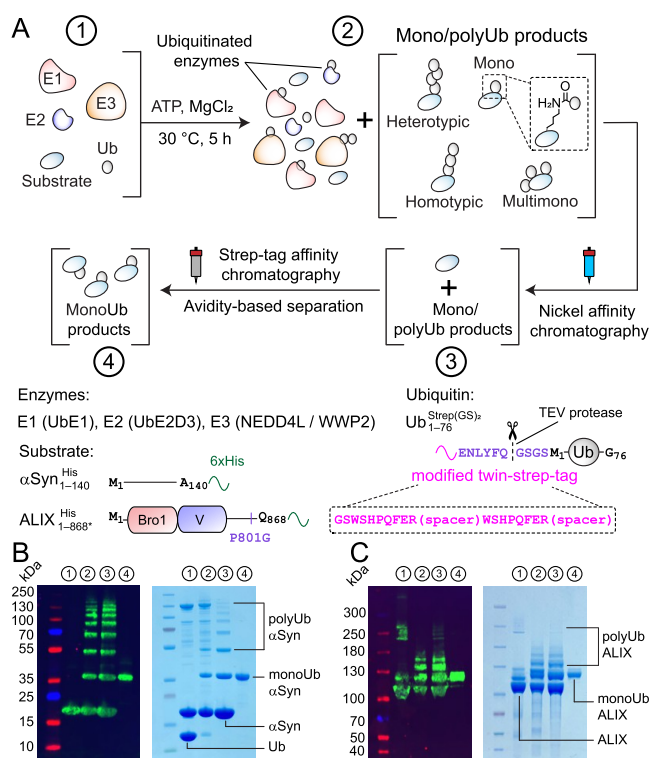 A
1
E1
E3
E2
Ub
Substrate
Ubiquitinated
enzymes
ATP, MgCl₂
30 °C, 5 h
2
Mono/polyUb products
+
Heterotypic
Mono
H₂N
O
Homotypic
Multimono
Nickel affinity
chromatography
3
+
Mono/
polyUb products
Strep-tag affinity
chromatography
Avidity-based separation
MonoUb
products
4
Enzymes:
E1 (UbE1), E2 (UbE2D3), E3 (NEDD4L / WWP2)
Substrate:
αSyn His 1–140
M₁
A₁₄₀
6xHis
ALIX His 1–868*
M₁
Bro1
V
Q₈₆₈
P801G
Ubiquitin:
Ub Strep(GS)₂ 1–76
TEV protease
ENLYFQ GSGS M₁ Ub G₇₆
modified twin-strep-tag
GSWSHPQFER(spacer)WSHPQFER(spacer)
B
kDa
1 2 3 4
1 2 3 4
250
130
100
70
55
35
25
15
10
polyUb
αSyn
monoUb
αSyn
αSyn
Ub
C
kDa
1 2 3 4
1 2 3 4
300
250
180
130
100
70
50
40
polyUb
ALIX
monoUb
ALIX
ALIX